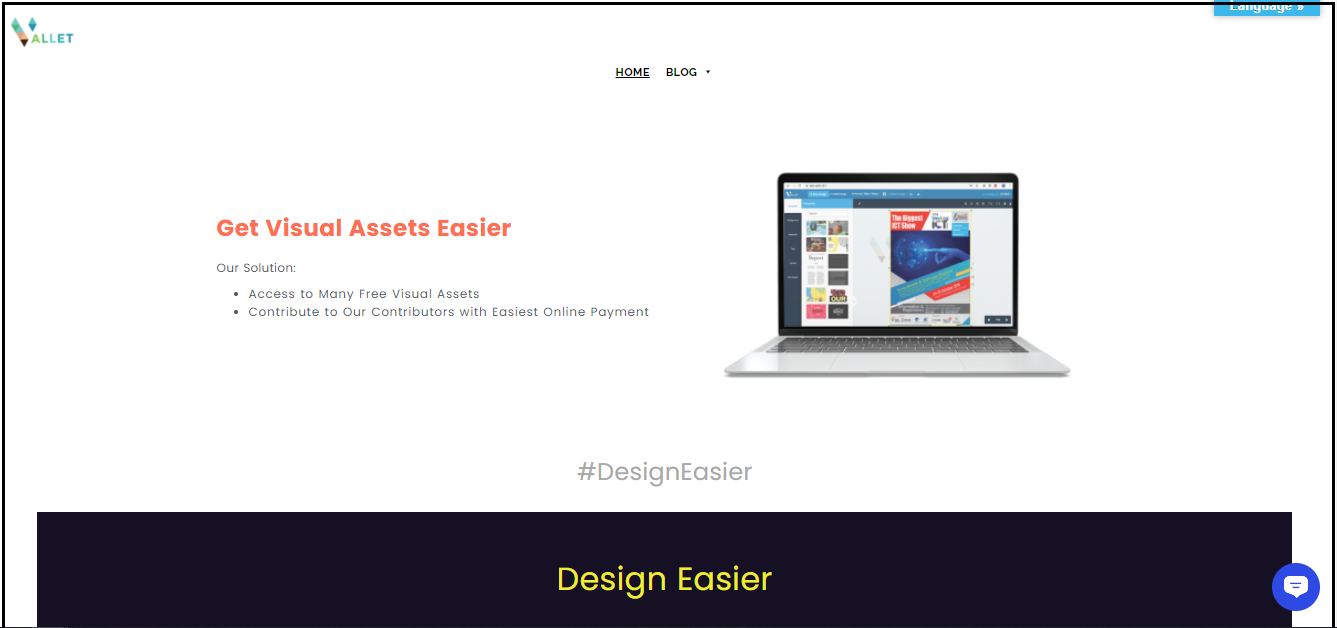 Language »
VALLET
HOME BLOG
Get Visual Assets Easier
Our Solution:
• Access to Many Free Visual Assets
• Contribute to Our Contributors with Easiest Online Payment
The Biggest
ICT Show
#DesignEasier
Design Easier